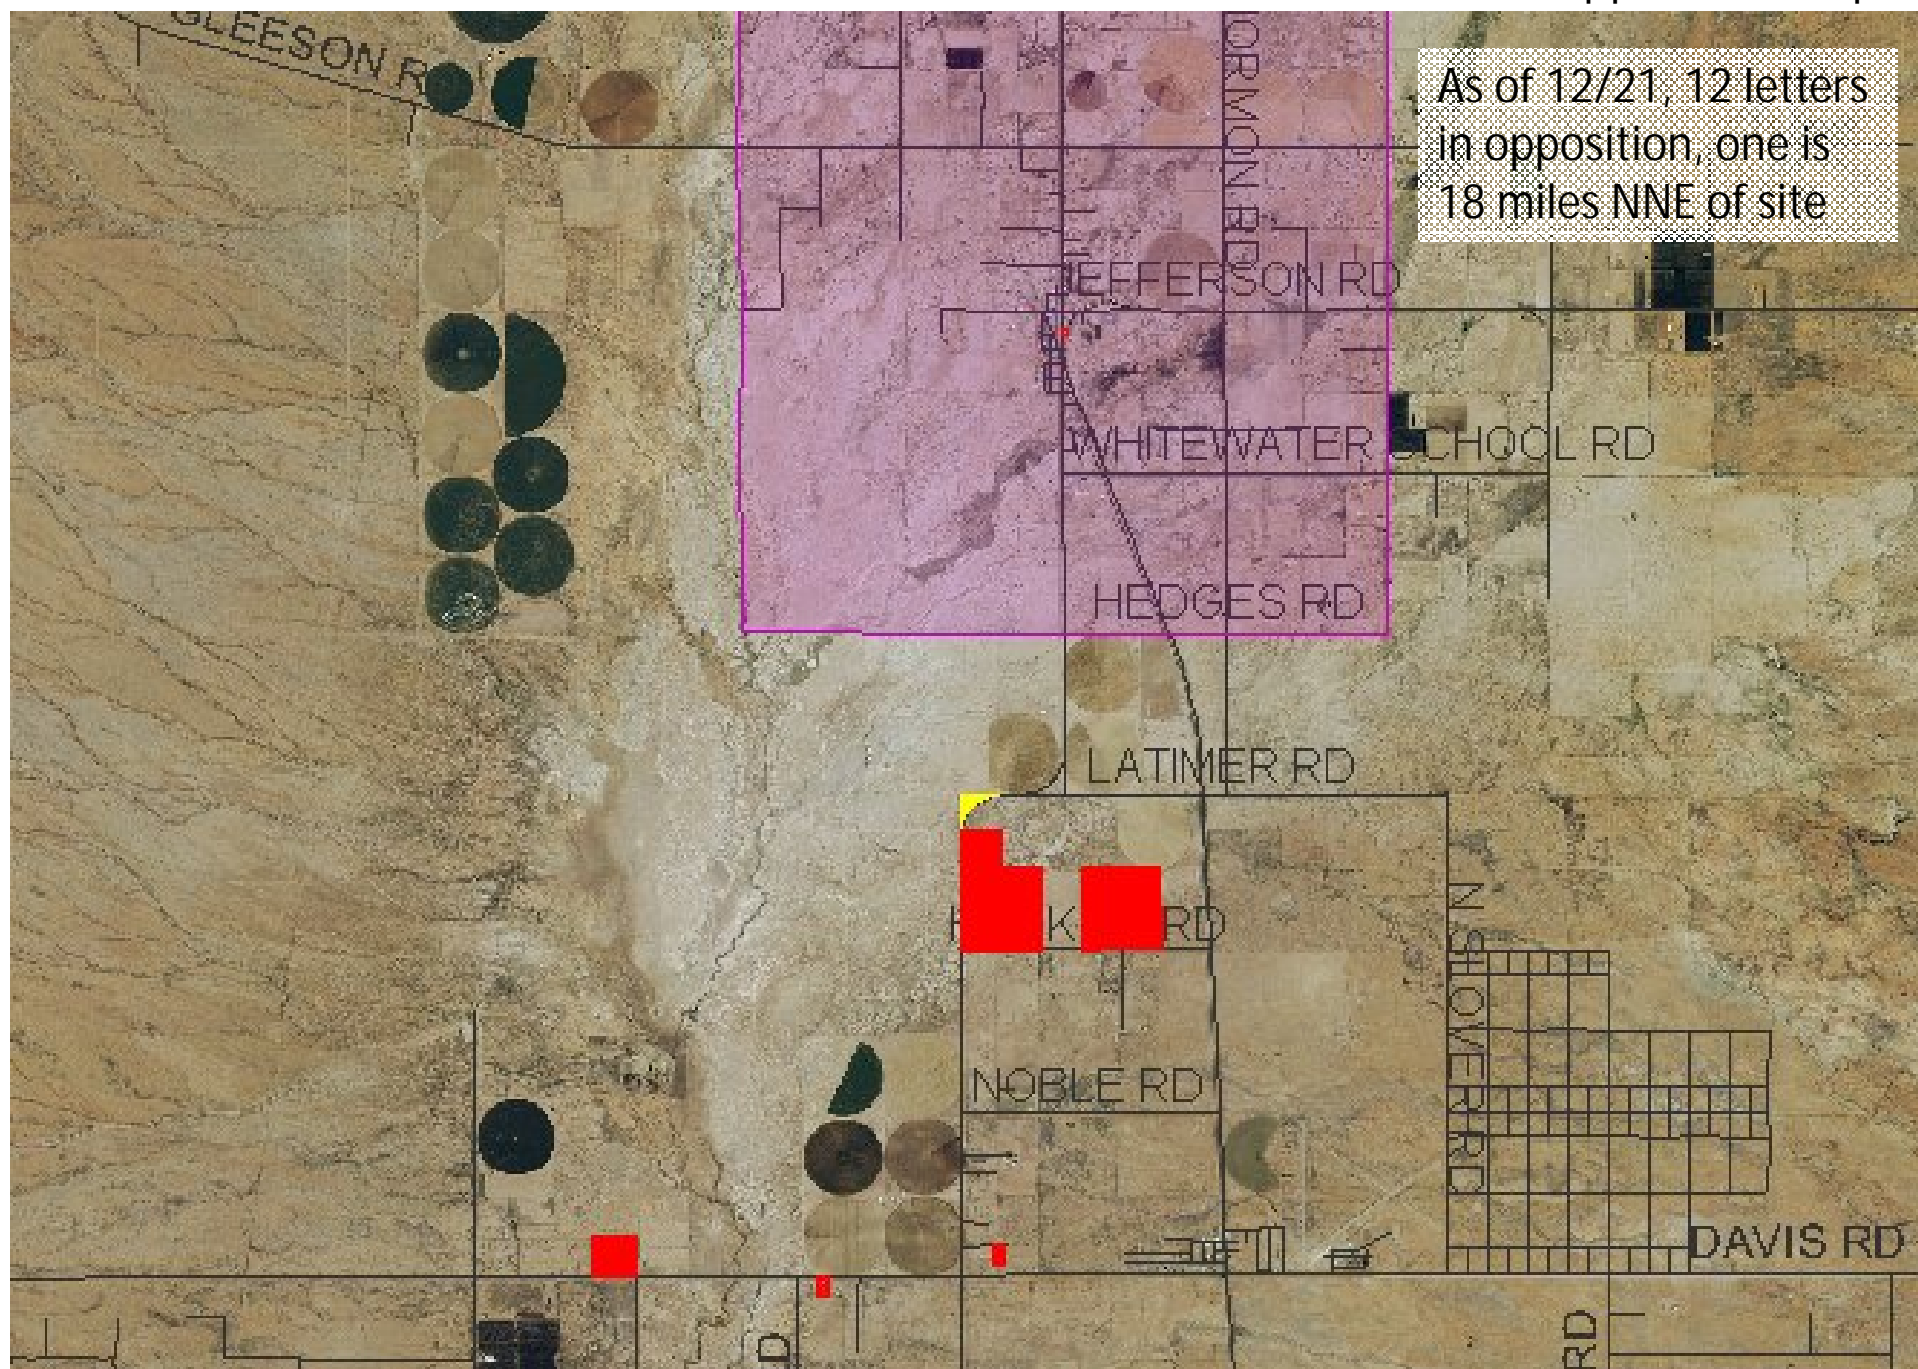 GLEESON
As of 12/21, 12 letters
in opposition, one is
18 miles NNE of site
JEFFERSON RD
WHITEWATER SCHOOL RD
HEDGES RD
LATIMER RD
RD
N SHOVER RD
NOBLE RD
DAVIS RD
RD